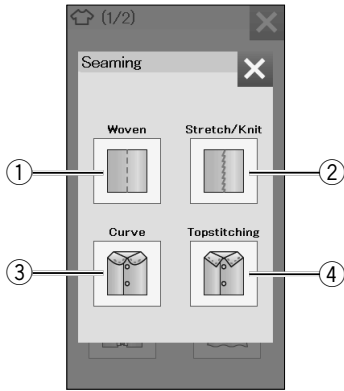 (1/2)
Seaming
Woven
Stretch/Knit
①
②
Curve
Topstitching
③
④